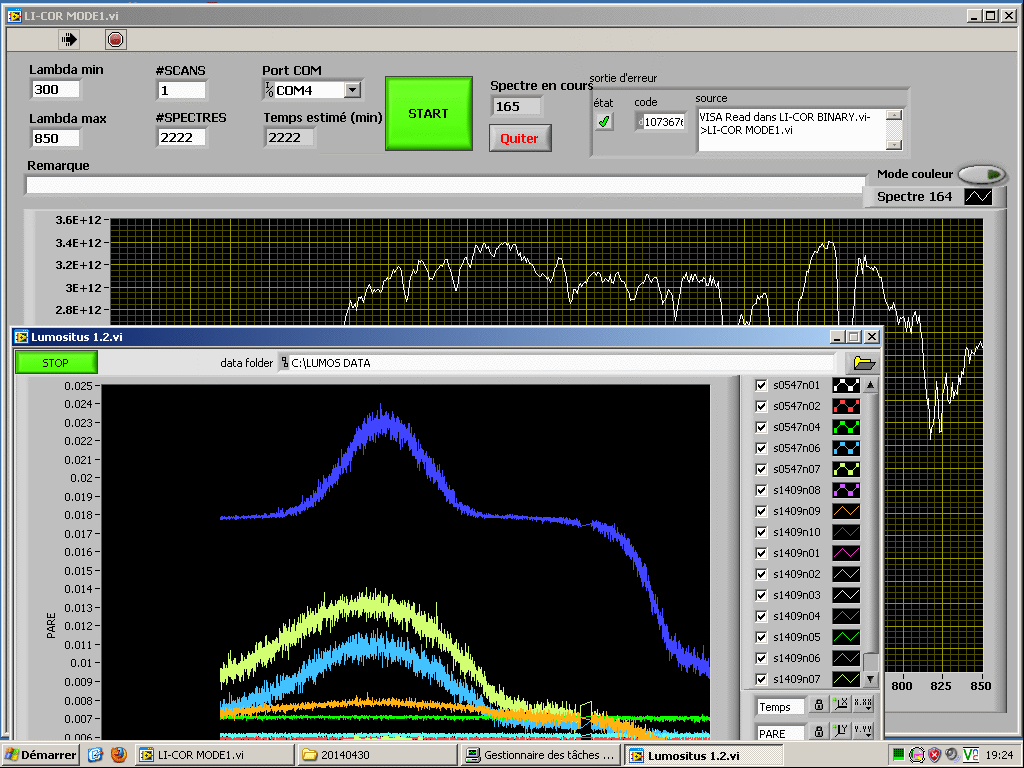 LI-COR MODE1.vi
Lambda min
300
Lambda max
850
#SCANS
1
#SPECTRES
2222
Port COM
COM4
Temps estimé (min)
2222
START
Spectre en cours
165
Quiter
sortie d'erreur
état
code
source
VISA Read dans LI-COR BINARY.vi-
>LI-COR MODE1.vi
Remarque
Mode couleur
Spectre 164
3.6E+12
3.4E+12
3.2E+12
3E+12
2.8E+12
800
825
850
Lumositus 1.2.vi
STOP
data folder
C:\LUMOS DATA
0.025
0.024
0.023
0.022
0.021
0.02
0.019
0.018
0.017
0.016
0.015
0.014
0.013
0.012
0.011
0.01
0.009
0.008
0.007
0.006
PARE
s0547n01
s0547n02
s0547n04
s0547n06
s0547n07
s1409n08
s1409n09
s1409n10
s1409n01
s1409n02
s1409n03
s1409n04
s1409n05
s1409n06
s1409n07
Temps
PARE
Démarrer
LI-COR MODE1.vi
20140430
Gestionnaire des tâches ...
Lumositus 1.2.vi
19:24